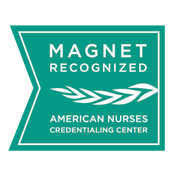 MAGNET
RECOGNIZED
AMERICAN NURSES
CREDENTIALING CENTER